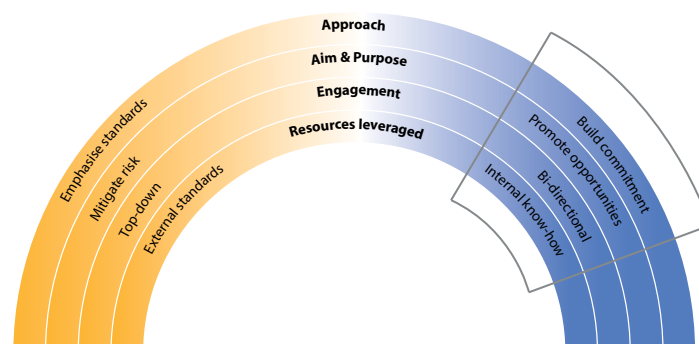 Approach
Aim & Purpose
Engagement
Resources leveraged
Emphasise standards
Mitigate risk
Top-down
External standards
Build commitment
Promote opportunities
Bi-directional
Internal know-how